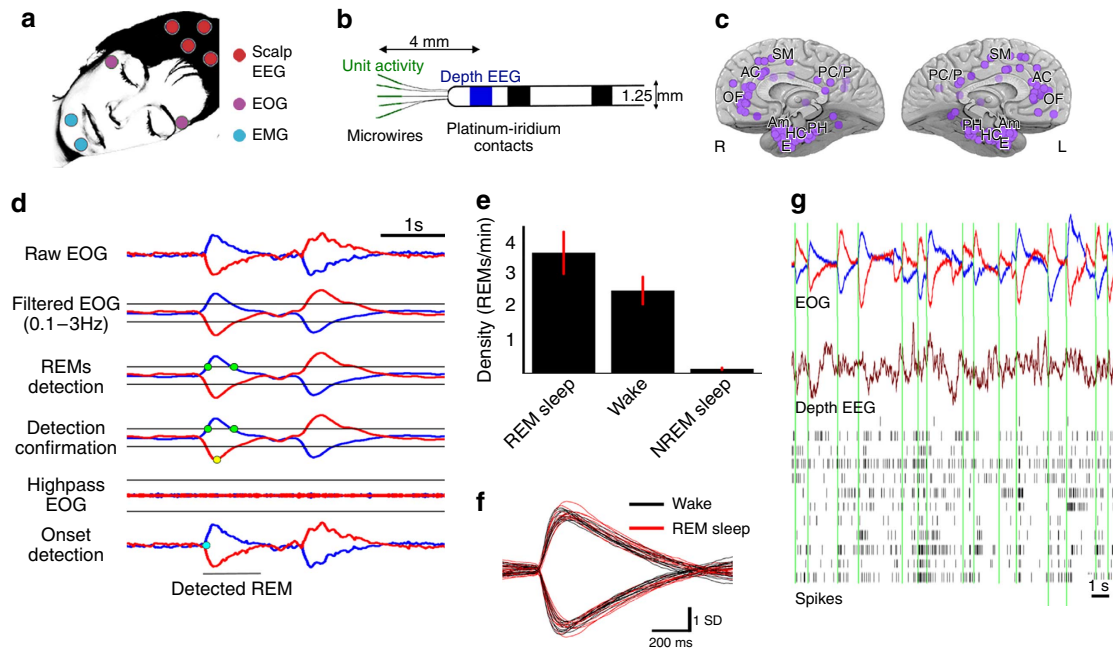 a
Scalp
EEG
EOG
EMG
b
4 mm
Unit activity
Depth EEG
1.25 mm
Microwires
Platinum-iridium
contacts
c
SM
AC
PC/P
OF
Am
HC
PH
E
R
SM
PC/P
AC
OF
PH
Am
HC
E
L
d
1s
Raw EOG
Filtered EOG
(0.1–3Hz)
REMs
detection
Detection
confirmation
Highpass
EOG
Onset
detection
Detected REM
e
Density (REMs/min)
4
3
2
1
REM sleep
Wake
NREM sleep
f
Wake
REM sleep
1 SD
200 ms
g
EOG
Depth EEG
Spikes
1 s